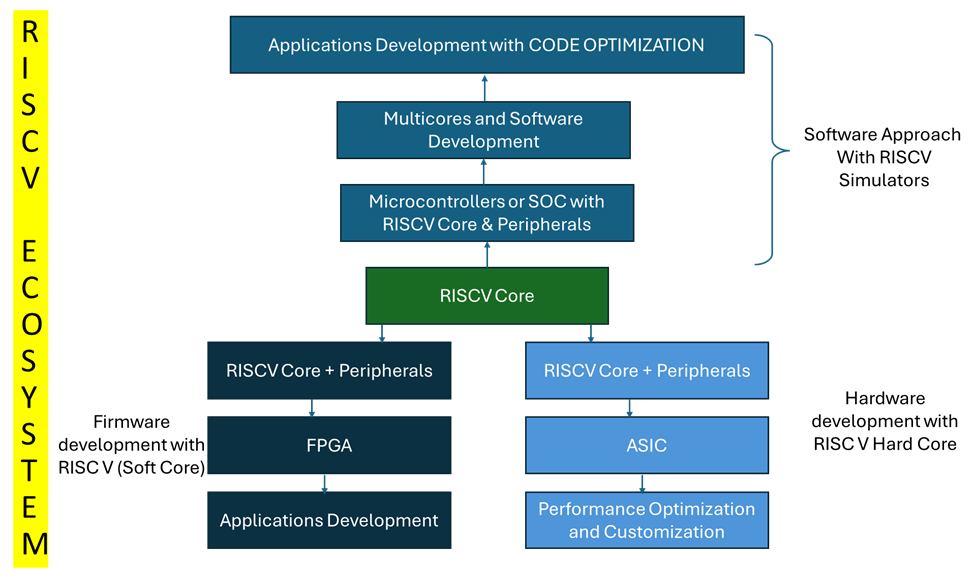 RISCV ECOSYSTEM
Applications Development with CODE OPTIMIZATION
Multicores and Software
Development
Microcontrollers or SOC with
RISCV Core & Peripherals
Software Approach
With RISCV
Simulators
RISCV Core
RISCV Core + Peripherals
FPGA
Applications Development
Firmware
development with
RISC V (Soft Core)
RISCV Core + Peripherals
ASIC
Performance Optimization
and Customization
Hardware
development with
RISC V Hard Core